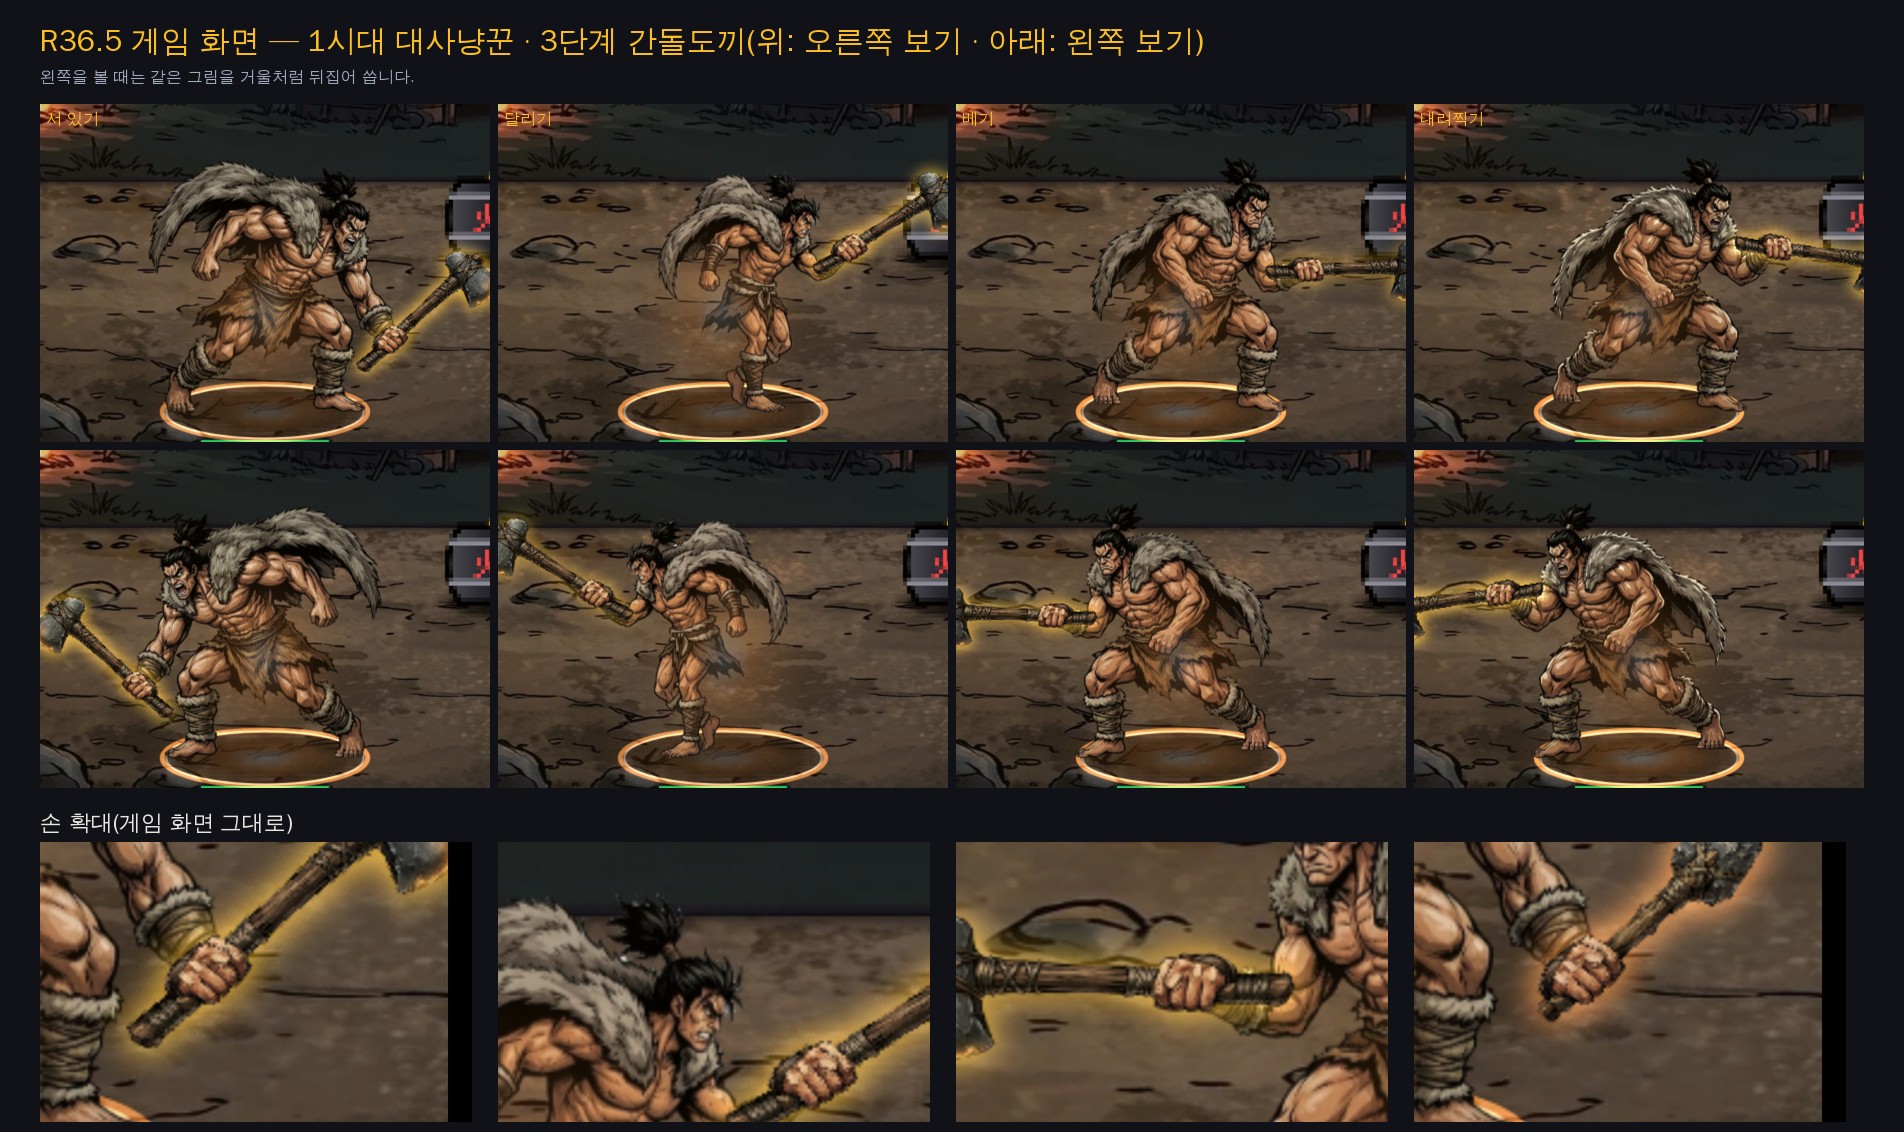 R36.5 게임 화면 — 1시대 대사냥꾼 · 3단계 간돌도끼(위: 오른쪽 보기 · 아래: 왼쪽 보기)
왼쪽을 볼 때는 같은 그림을 거울처럼 뒤집어 씁니다.
서 있기
달리기
베기
내려찍기
손 확대(게임 화면 그대로)